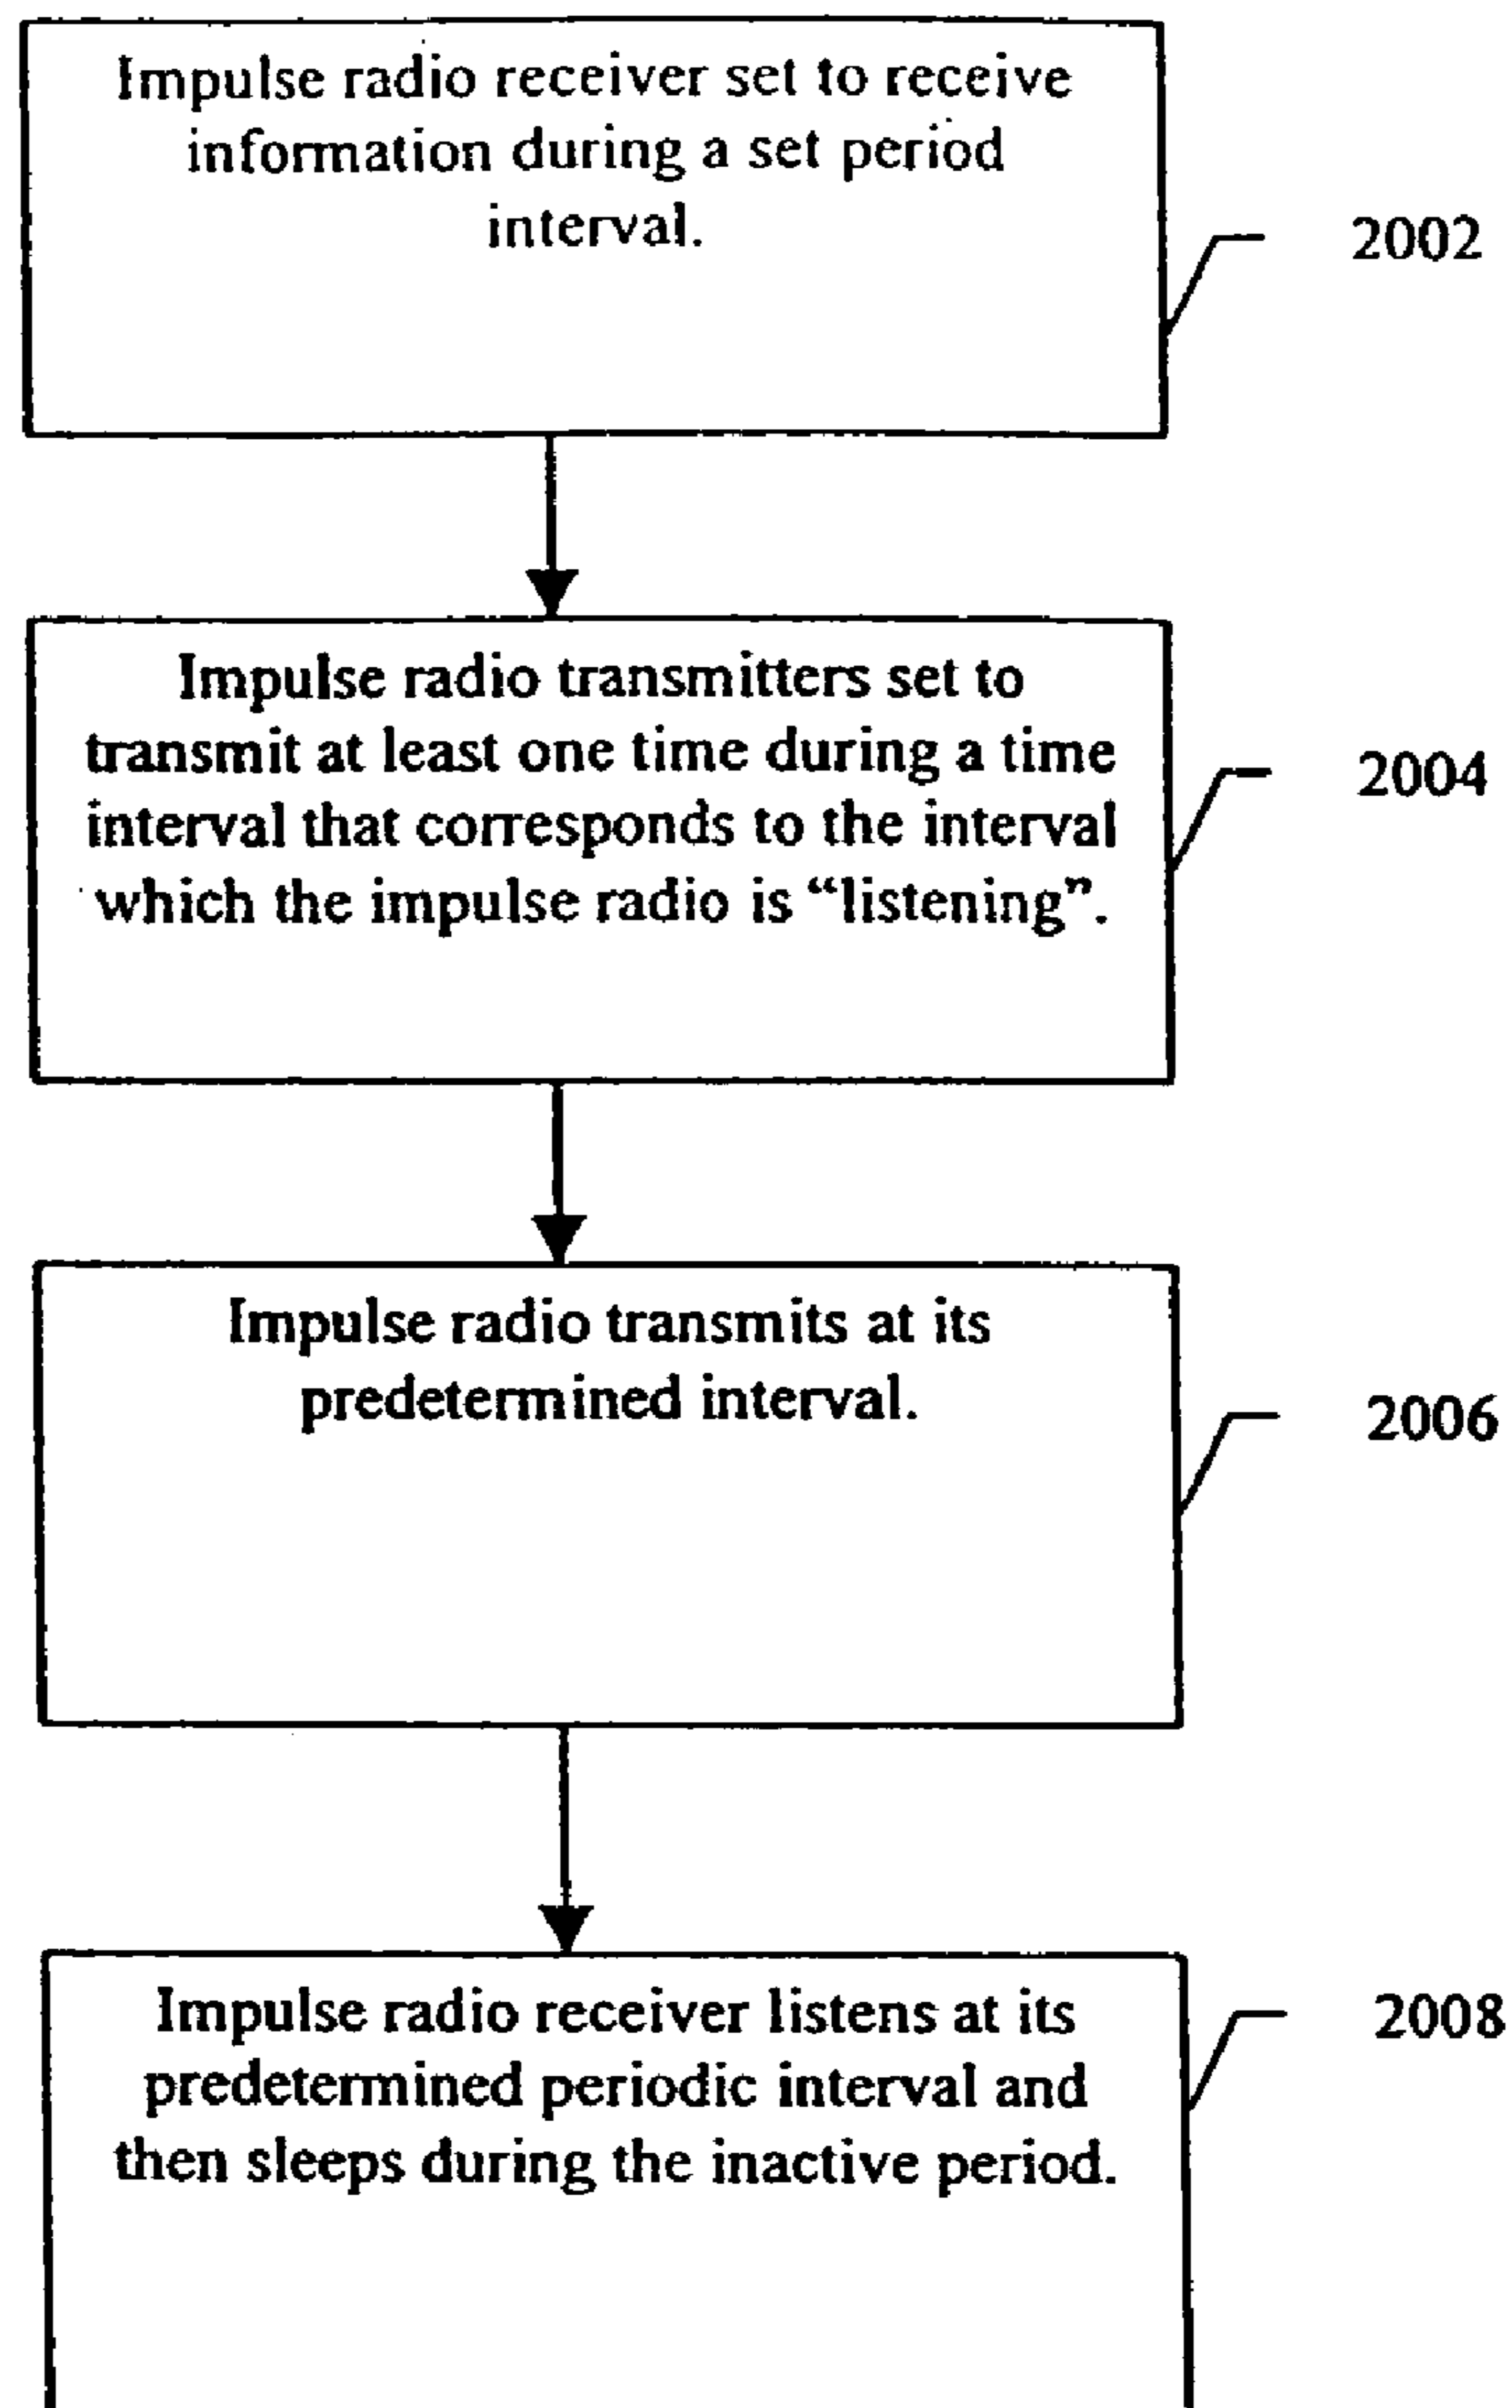 Impulse radio receiver set to receive
information during a set period
interval.
2002
Impulse radio transmitters set to
transmit at least one time during a time
interval that corresponds to the interval
which the impulse radio is “listening”.
2004
Impulse radio transmits at its
predetermined interval.
2006
Impulse radio receiver listens at its
predetermined periodic interval and
then sleeps during the inactive period.
2008